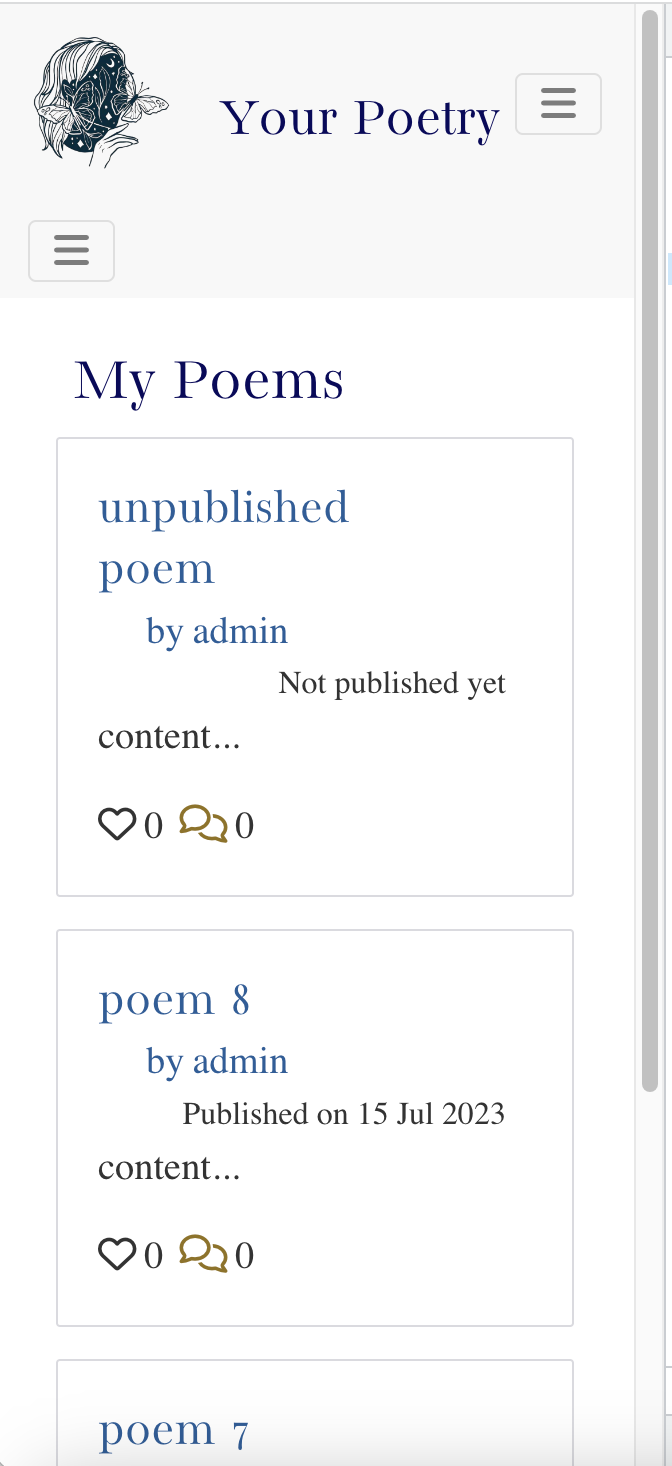 Your Poetry
My Poems
unpublished
poem
by admin
Not published yet
content...
0 0
poem 8
by admin
Published on 15 Jul 2023
content...
0 0
poem 7